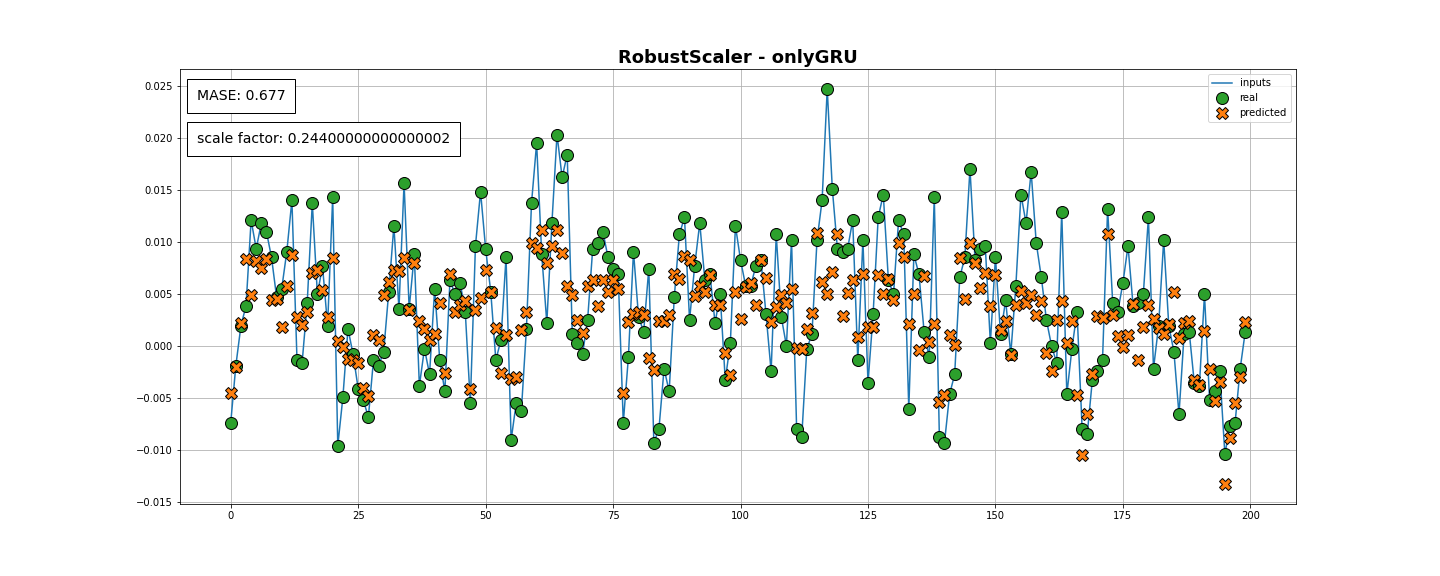 RobustScaler - onlyGRU
MASE: 0.677
scale factor: 0.24400000000000002
inputs
real
predicted
0.025
0.020
0.015
0.010
0.005
0.000
−0.005
−0.010
−0.015
0 25 50 75 100 125 150 175 200